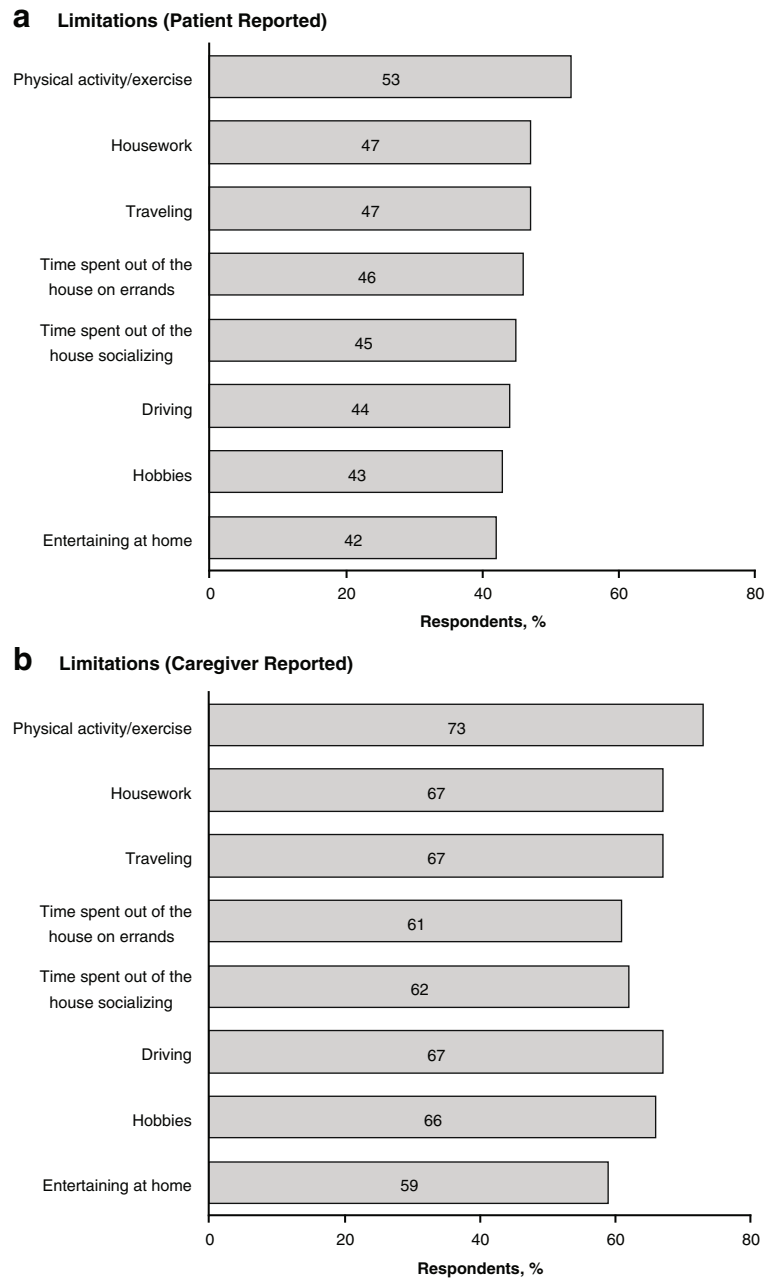 a Limitations (Patient Reported)
Physical activity/exercise
53
Housework
47
Traveling
47
Time spent out of the
house on errands
46
Time spent out of the
house socializing
45
Driving
44
Hobbies
43
Entertaining at home
42
0 20 40 60 80
Respondents, %
b Limitations (Caregiver Reported)
Physical activity/exercise
73
Housework
67
Traveling
67
Time spent out of the
house on errands
61
Time spent out of the
house socializing
62
Driving
67
Hobbies
66
Entertaining at home
59
0 20 40 60 80
Respondents, %